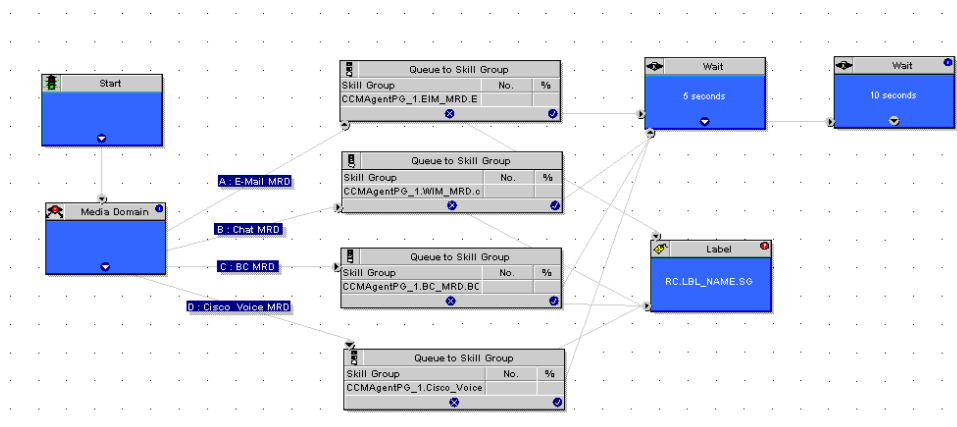 Start
Media Domain
A : E-Mail MRD
B : Chat MRD
C : BC MRD
D : Cisco_Voice MRD
Queue to Skill Group
Skill Group No. %
CCMAgentPG_1.EIM_MRD.E
Queue to Skill Group
Skill Group No. %
CCMAgentPG_1.WIM_MRD.c
Queue to Skill Group
Skill Group No. %
CCMAgentPG_1.BC_MRD.BC
Queue to Skill Group
Skill Group No. %
CCMAgentPG_1.Cisco_Voice
Wait
5 seconds
Wait
10 seconds
Label
RC.LBL_NAME.SG